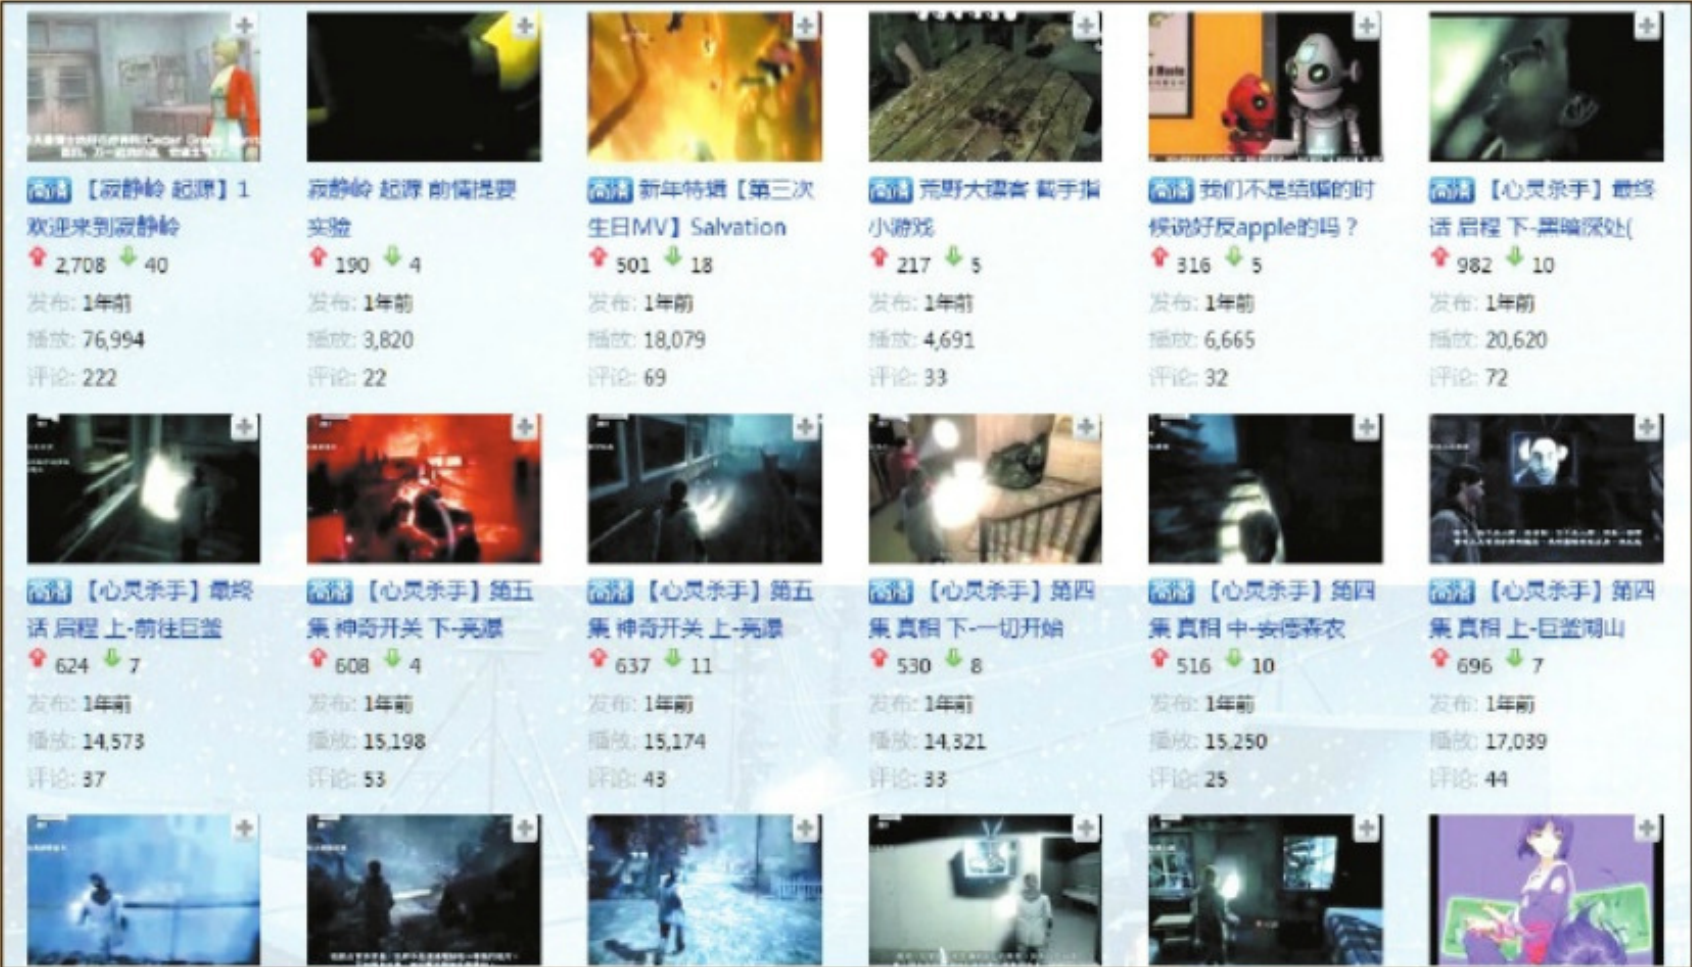 高清 【寂静岭 起源】1
欢迎来到寂静岭
2,708 40
发布: 1年前
播放: 76,994
评论: 222
寂静岭 起源 前情提要
实验
190 4
发布: 1年前
播放: 3,820
评论: 22
高清 新年特辑【第三次
生日MV】Salvation
501 18
发布: 1年前
播放: 18,079
评论: 69
高清 荒野大镖客 截手指
小游戏
217 5
发布: 1年前
播放: 4,691
评论: 33
高清 我们不是结婚的时
候说好反apple的吗？
316 5
发布: 1年前
播放: 6,665
评论: 32
高清 【心灵杀手】最终
话 启程 下-黑暗深处(
982 10
发布: 1年前
播放: 20,620
评论: 72
高清 【心灵杀手】最终
话 启程 上-前往巨釜
624 7
发布: 1年前
播放: 14,573
评论: 37
高清 【心灵杀手】第五
集 神奇开关 下-亮瀑
608 4
发布: 1年前
播放: 15,198
评论: 53
高清 【心灵杀手】第五
集 神奇开关 上-亮瀑
637 11
发布: 1年前
播放: 15,174
评论: 43
高清 【心灵杀手】第四
集 真相 下-一切开始
530 8
发布: 1年前
播放: 14,321
评论: 33
高清 【心灵杀手】第四
集 真相 中-安德森农
516 10
发布: 1年前
播放: 15,250
评论: 25
高清 【心灵杀手】第四
集 真相 上-巨釜湖山
696 7
发布: 1年前
播放: 17,039
评论: 44